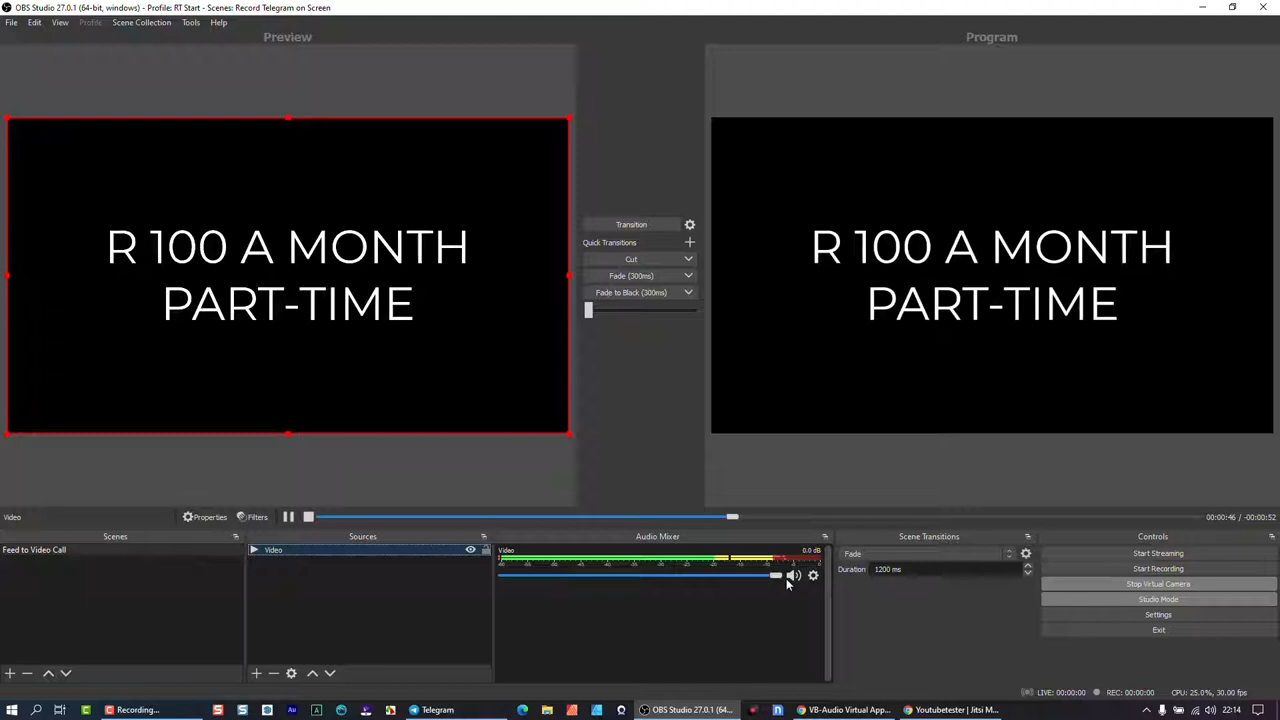 OBS Studio 27.0.1 (64-bit, windows) - Profile: RT Start - Scenes: Record Telegram on Screen
File Edit View Profile Scene Collection Tools Help
Preview
Program
R 100 A MONTH
PART-TIME
Transition
Quick Transitions
Cut
Fade (300ms)
Fade to Black (300ms)
R 100 A MONTH
PART-TIME
Video
Properties
Filters
00:00:46 / -00:00:52
Scenes
Sources
Audio Mixer
Scene Transitions
Controls
Feed to Video Call
Video
Video
0.0 dB
Fade
Duration
1200 ms
Start Streaming
Start Recording
Stop Virtual Camera
Studio Mode
Settings
Exit
LIVE: 00:00:00
REC: 00:00:00
CPU: 25.0%, 30.00 fps
Recording...
Telegram
OBS Studio 27.0.1 (64...
VB-Audio Virtual App...
Youtubetester | Jitsi M...
22:14